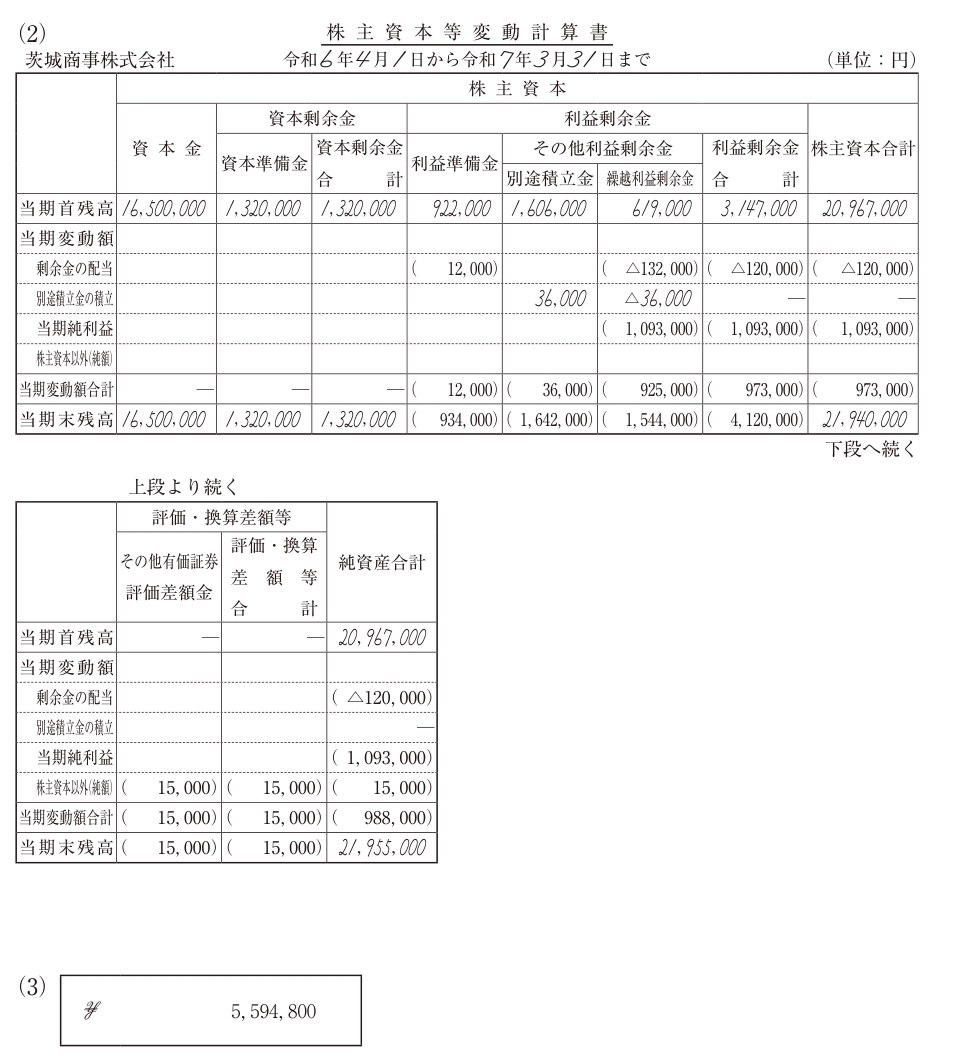 (2) 株主資本等変動計算書
茨城商事株式会社 令和6年4月1日から令和7年3月31日まで (単位：円)
株主資本
資本剰余金 利益剰余金
資本金 資本準備金 資本剰余金合計 利益準備金 その他利益剰余金 利益剰余金合計 株主資本合計
別途積立金 繰越利益剰余金
当期首残高 16,500,000 1,320,000 1,320,000 922,000 1,606,000 619,000 3,147,000 20,967,000
当期変動額
剰余金の配当 ( 12,000) ( △132,000) ( △120,000) ( △120,000)
別途積立金の積立 36,000 △36,000 — —
当期純利益 ( 1,093,000) ( 1,093,000) ( 1,093,000)
株主資本以外(純額)
当期変動額合計 — — — ( 12,000) ( 36,000) ( 925,000) ( 973,000) ( 973,000)
当期末残高 16,500,000 1,320,000 1,320,000 ( 934,000) ( 1,642,000) ( 1,544,000) ( 4,120,000) 21,940,000
下段へ続く
上段より続く
評価・換算差額等
その他有価証券評価差額金 評価・換算差額等合計 純資産合計
当期首残高 — — 20,967,000
当期変動額
剰余金の配当 ( △120,000)
別途積立金の積立 —
当期純利益 ( 1,093,000)
株主資本以外(純額) ( 15,000) ( 15,000) ( 15,000)
当期変動額合計 ( 15,000) ( 15,000) ( 988,000)
当期末残高 ( 15,000) ( 15,000) 21,955,000
(3) ¥ 5,594,800